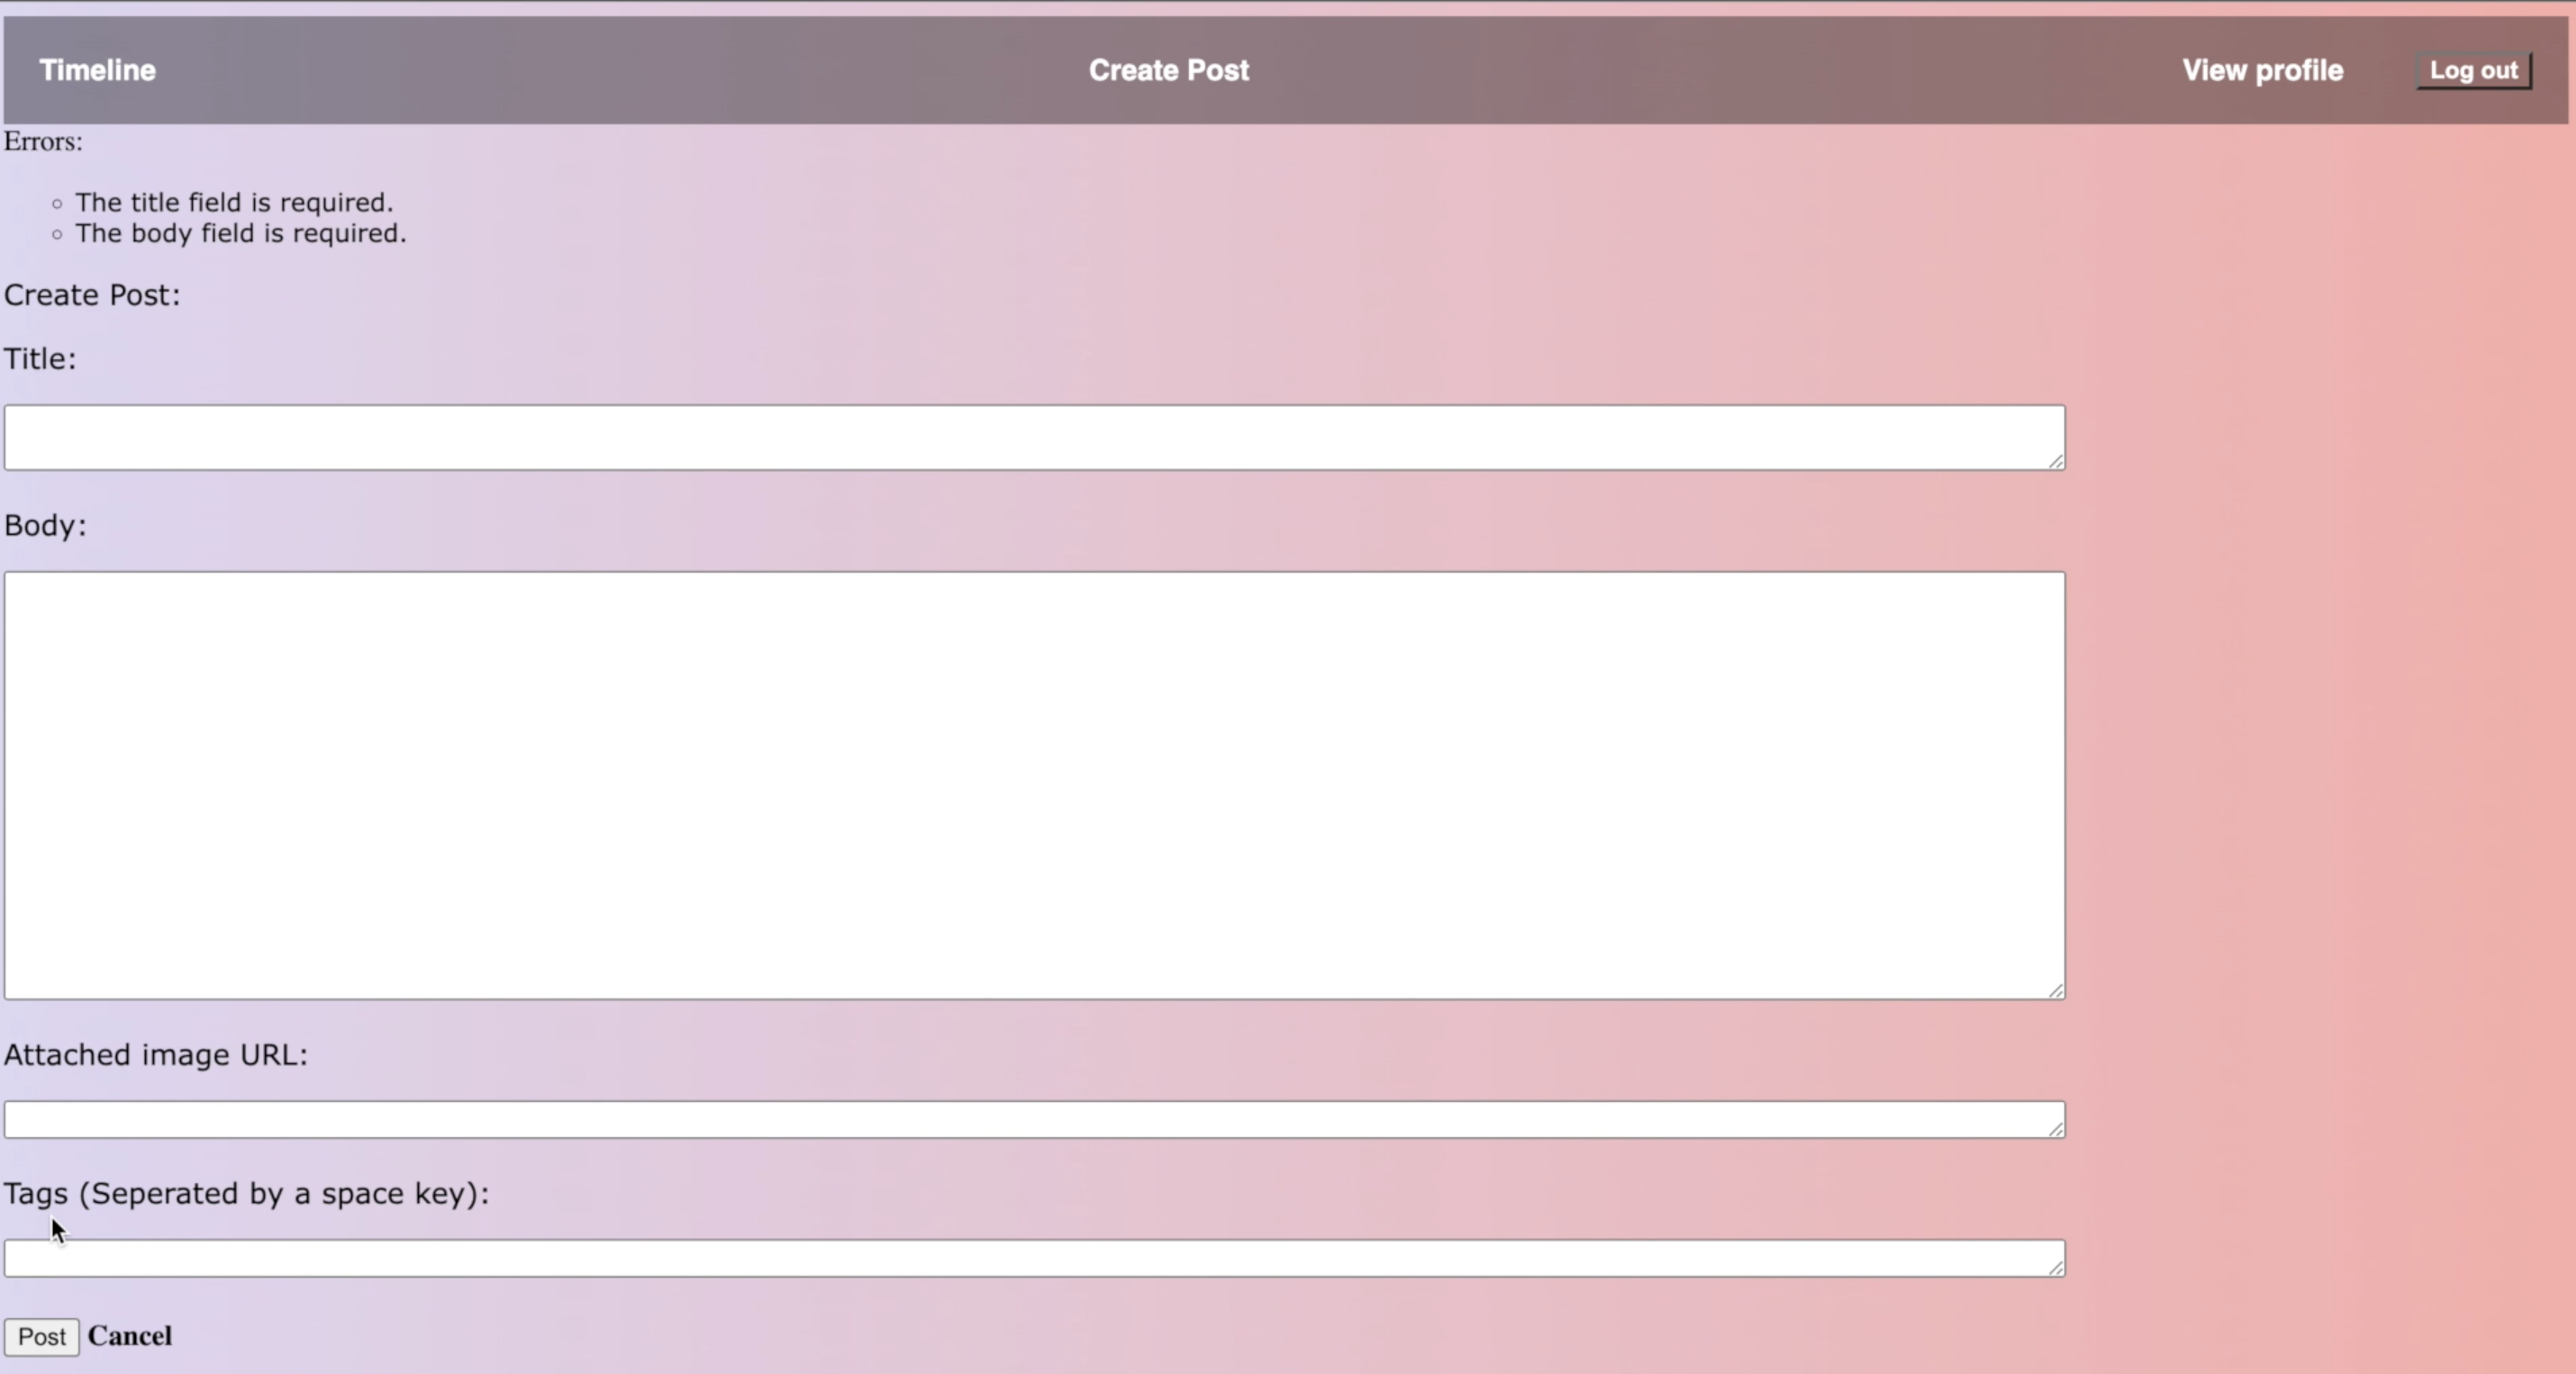 Timeline Create Post View profile Log out
Errors:
The title field is required.
The body field is required.
Create Post:
Title:
Body:
Attached image URL:
Tags (Seperated by a space key):
Post Cancel